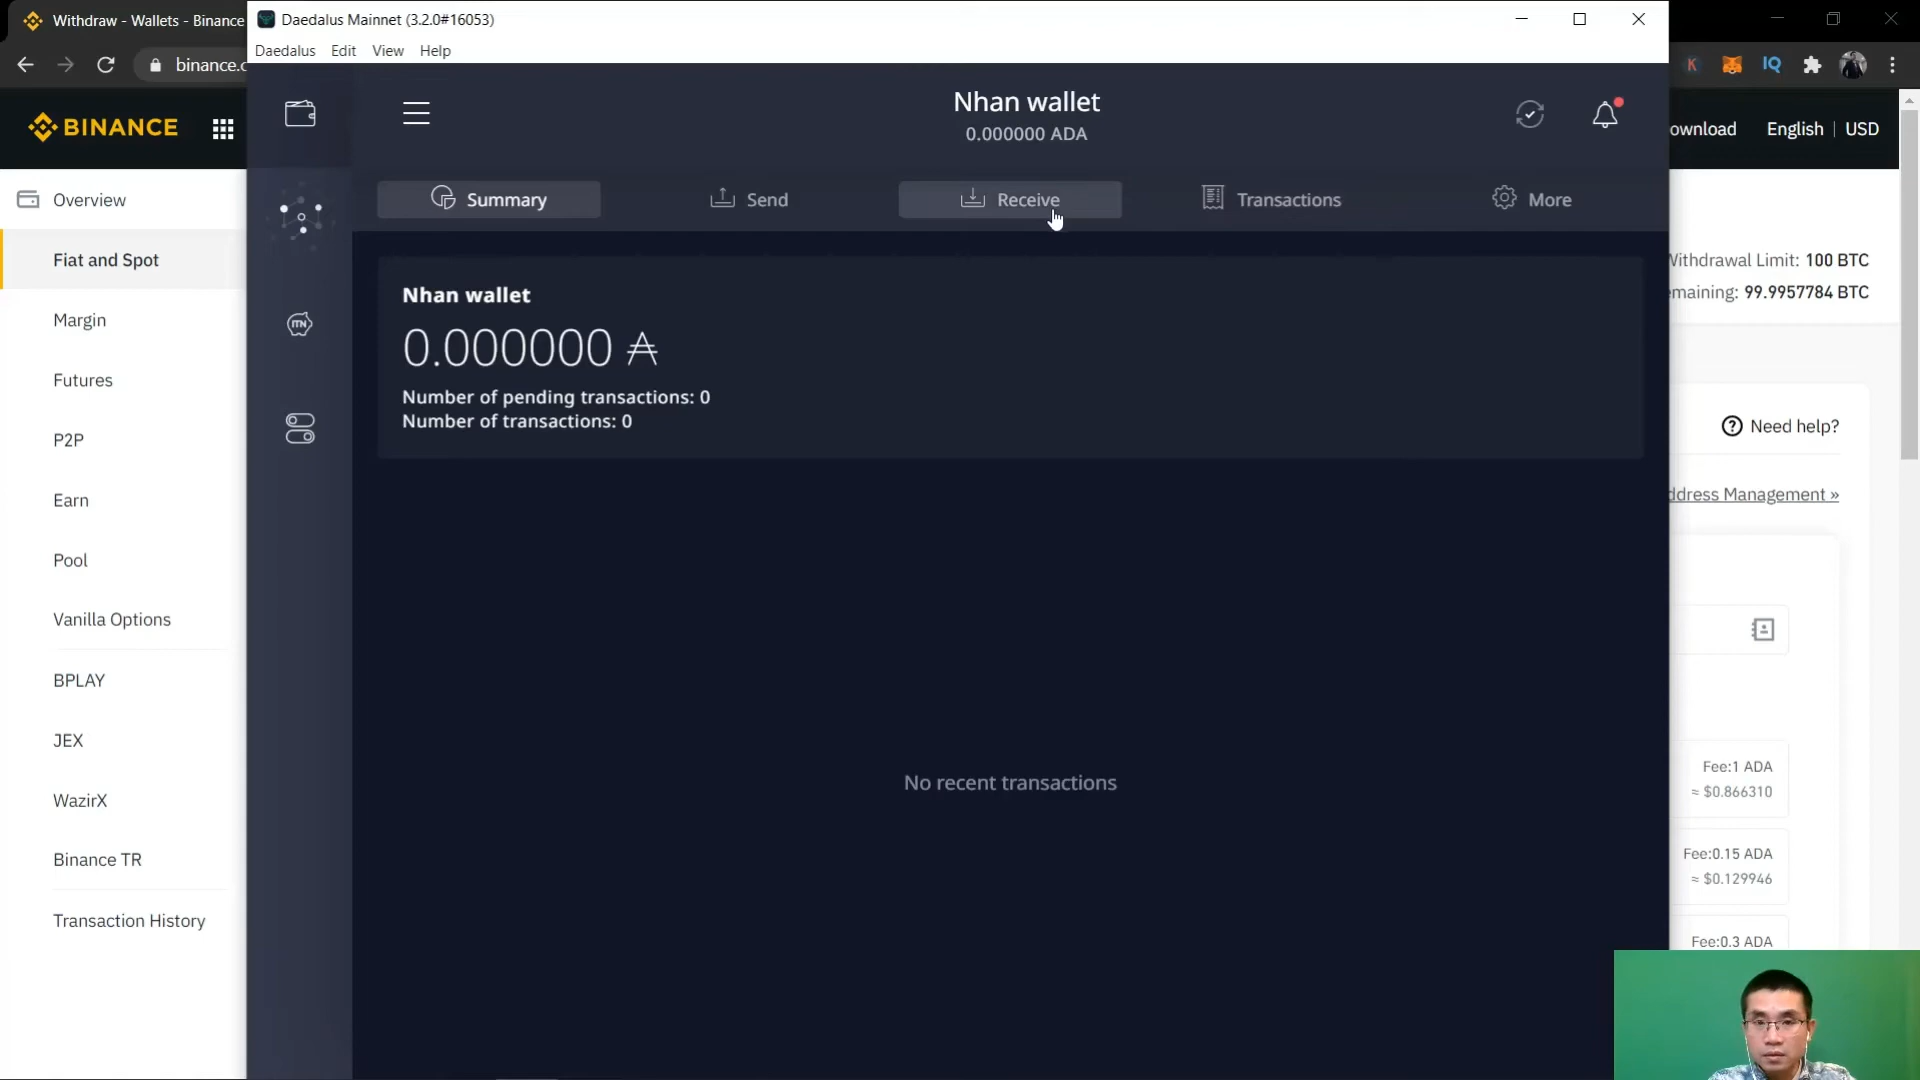 Withdraw - Wallets - Binance
Daedalus Mainnet (3.2.0#16053)
Daedalus Edit View Help
binance.c
K
IQ
BINANCE
Nhan wallet
0.000000 ADA
ownload English | USD
Summary
Send
Receive
Transactions
More
Overview
Fiat and Spot
Margin
Futures
P2P
Earn
Pool
Vanilla Options
BPLAY
JEX
WazirX
Binance TR
Transaction History
ITN
Nhan wallet
0.000000 ₳
Number of pending transactions: 0
Number of transactions: 0
No recent transactions
Withdrawal Limit: 100 BTC
emaining: 99.9957784 BTC
Need help?
ddress Management »
Fee:1 ADA
≈ $0.866310
Fee:0.15 ADA
≈ $0.129946
Fee:0.3 ADA